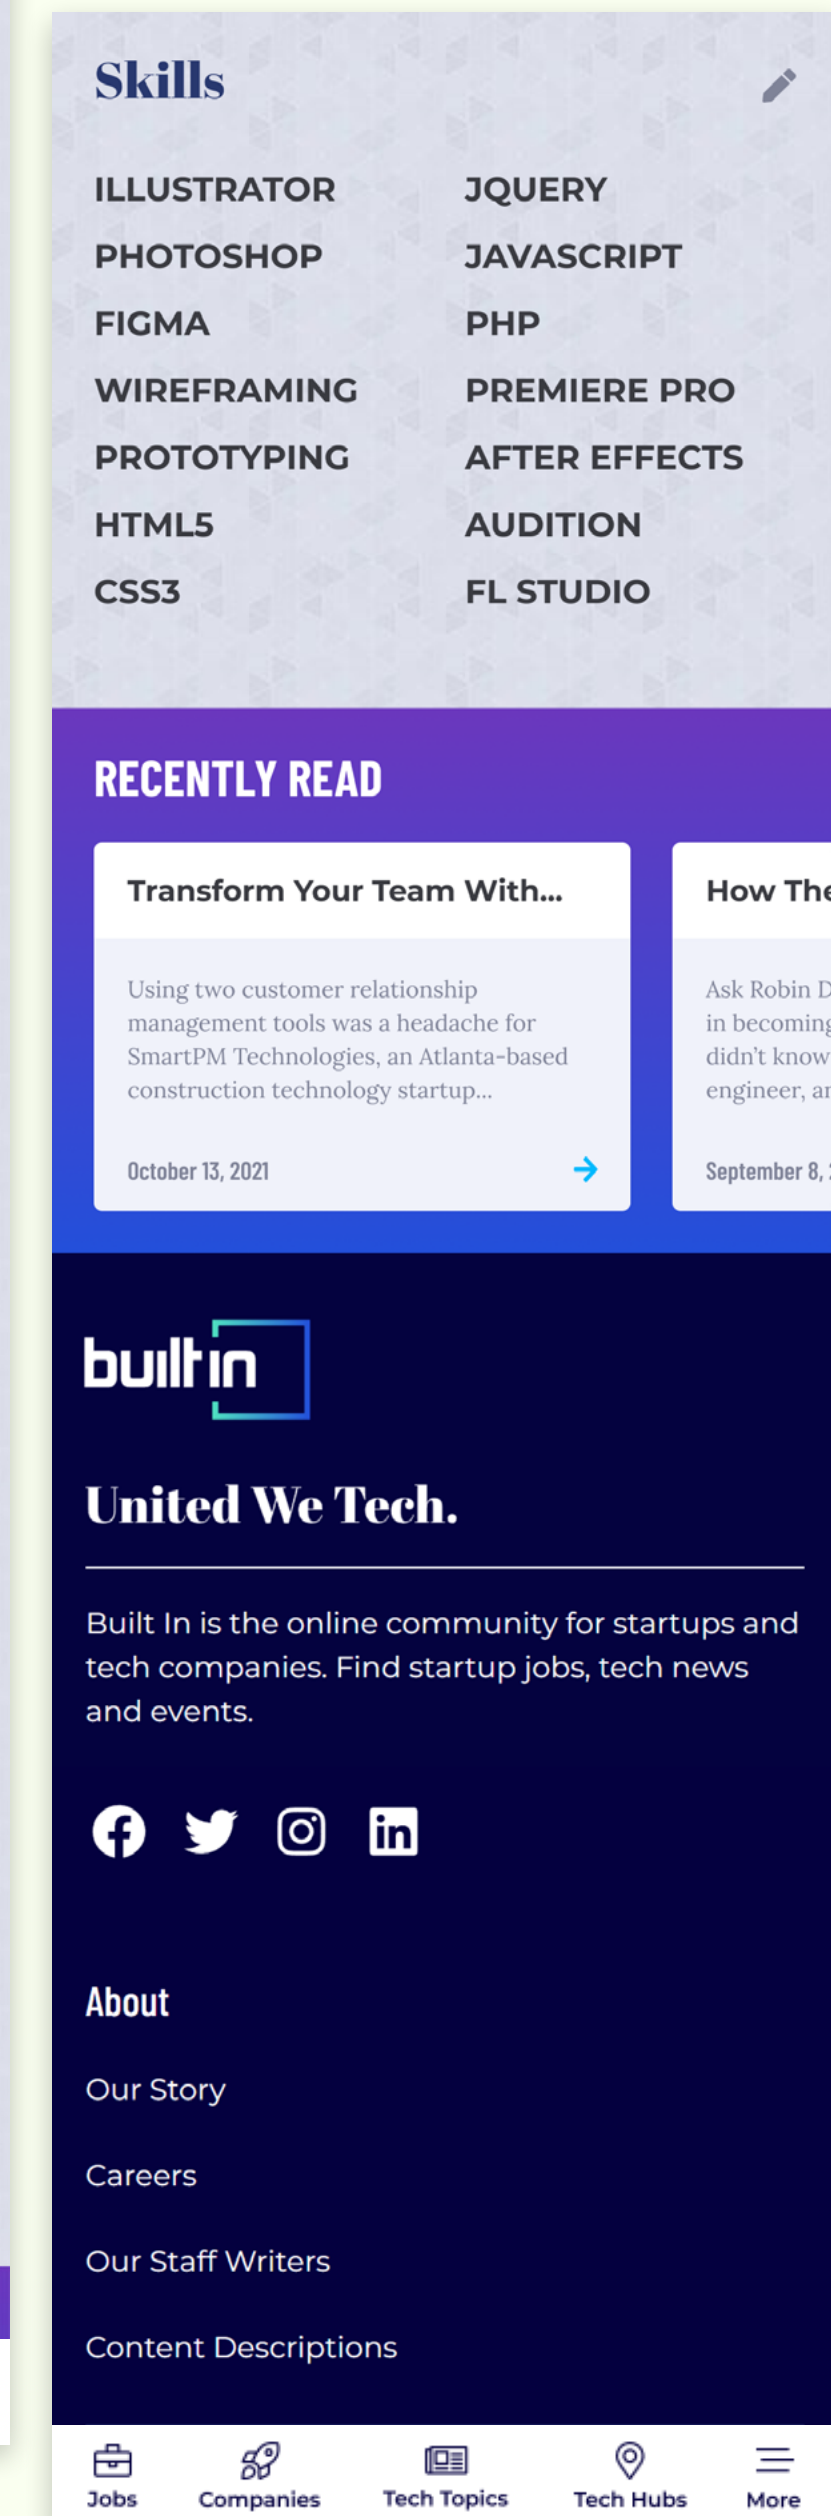 Skills
ILLUSTRATOR
PHOTOSHOP
FIGMA
WIREFRAMING
PROTOTYPING
HTML5
CSS3
JQUERY
JAVASCRIPT
PHP
PREMIERE PRO
AFTER EFFECTS
AUDITION
FL STUDIO
RECENTLY READ
Transform Your Team With...
Using two customer relationship
management tools was a headache for
SmartPM Technologies, an Atlanta-based
construction technology startup...
October 13, 2021
How The
Ask Robin D
in becoming
didn't know
engineer, an
September 8,
built in
United We Tech.
Built In is the online community for startups and
tech companies. Find startup jobs, tech news
and events.
About
Our Story
Careers
Our Staff Writers
Content Descriptions
Jobs
Companies
Tech Topics
Tech Hubs
More